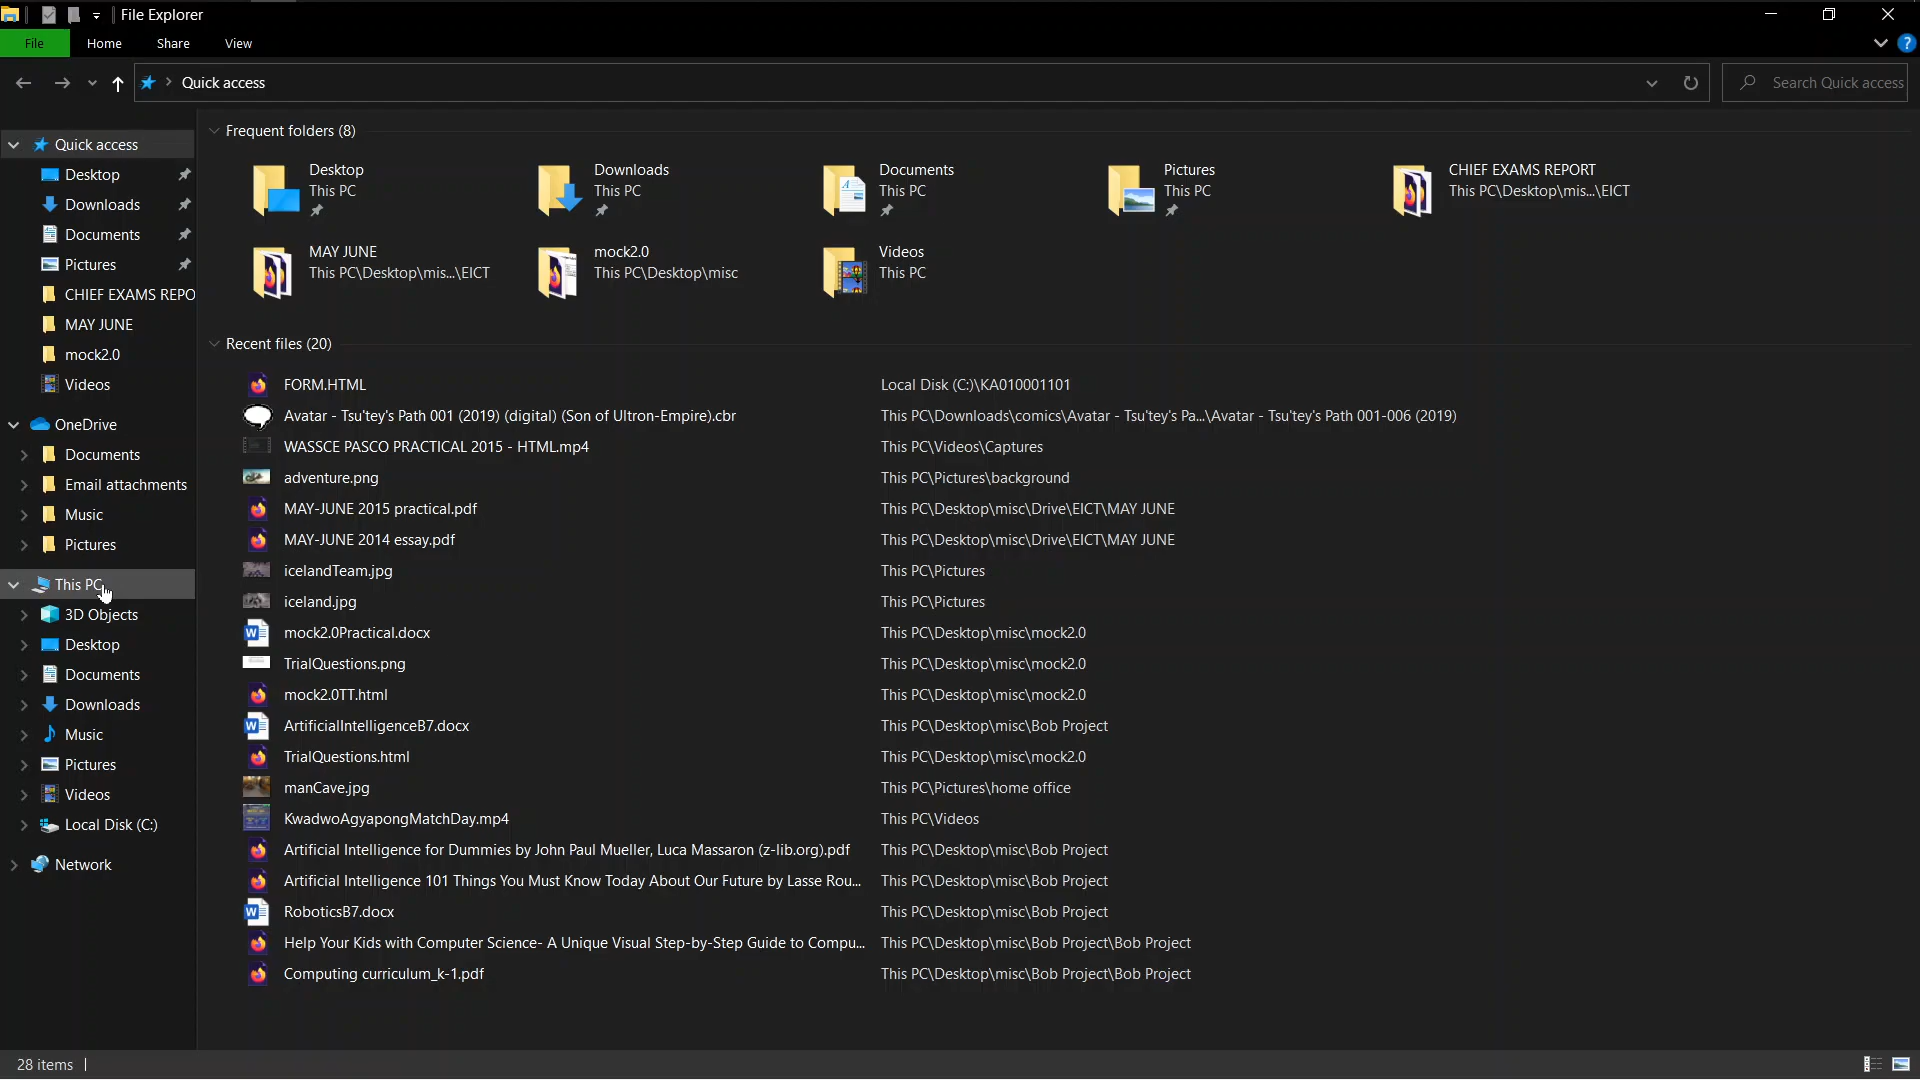 File Explorer
File Home Share View
Quick access
Search Quick access
Quick access
Desktop
Downloads
Documents
Pictures
CHIEF EXAMS REPO
MAY JUNE
mock2.0
Videos
OneDrive
Documents
Email attachments
Music
Pictures
This PC
3D Objects
Desktop
Documents
Downloads
Music
Pictures
Videos
Local Disk (C:)
Network
Frequent folders (8)
Desktop
This PC
Downloads
This PC
Documents
This PC
Pictures
This PC
CHIEF EXAMS REPORT
This PC\Desktop\mis...\EICT
MAY JUNE
This PC\Desktop\mis...\EICT
mock2.0
This PC\Desktop\misc
Videos
This PC
Recent files (20)
FORM.HTML Local Disk (C:)\KA010001101
Avatar - Tsu'tey's Path 001 (2019) (digital) (Son of Ultron-Empire).cbr This PC\Downloads\comics\Avatar - Tsu'tey's Pa...\Avatar - Tsu'tey's Path 001-006 (2019)
WASSCE PASCO PRACTICAL 2015 - HTML.mp4 This PC\Videos\Captures
adventure.png This PC\Pictures\background
MAY-JUNE 2015 practical.pdf This PC\Desktop\misc\Drive\EICT\MAY JUNE
MAY-JUNE 2014 essay.pdf This PC\Desktop\misc\Drive\EICT\MAY JUNE
icelandTeam.jpg This PC\Pictures
iceland.jpg This PC\Pictures
mock2.0Practical.docx This PC\Desktop\misc\mock2.0
TrialQuestions.png This PC\Desktop\misc\mock2.0
mock2.0TT.html This PC\Desktop\misc\mock2.0
ArtificialIntelligenceB7.docx This PC\Desktop\misc\Bob Project
TrialQuestions.html This PC\Desktop\misc\mock2.0
manCave.jpg This PC\Pictures\home office
KwadwoAgyapongMatchDay.mp4 This PC\Videos
Artificial Intelligence for Dummies by John Paul Mueller, Luca Massaron (z-lib.org).pdf This PC\Desktop\misc\Bob Project
Artificial Intelligence 101 Things You Must Know Today About Our Future by Lasse Rou... This PC\Desktop\misc\Bob Project
RoboticsB7.docx This PC\Desktop\misc\Bob Project
Help Your Kids with Computer Science- A Unique Visual Step-by-Step Guide to Compu... This PC\Desktop\misc\Bob Project\Bob Project
Computing curriculum_k-1.pdf This PC\Desktop\misc\Bob Project\Bob Project
28 items